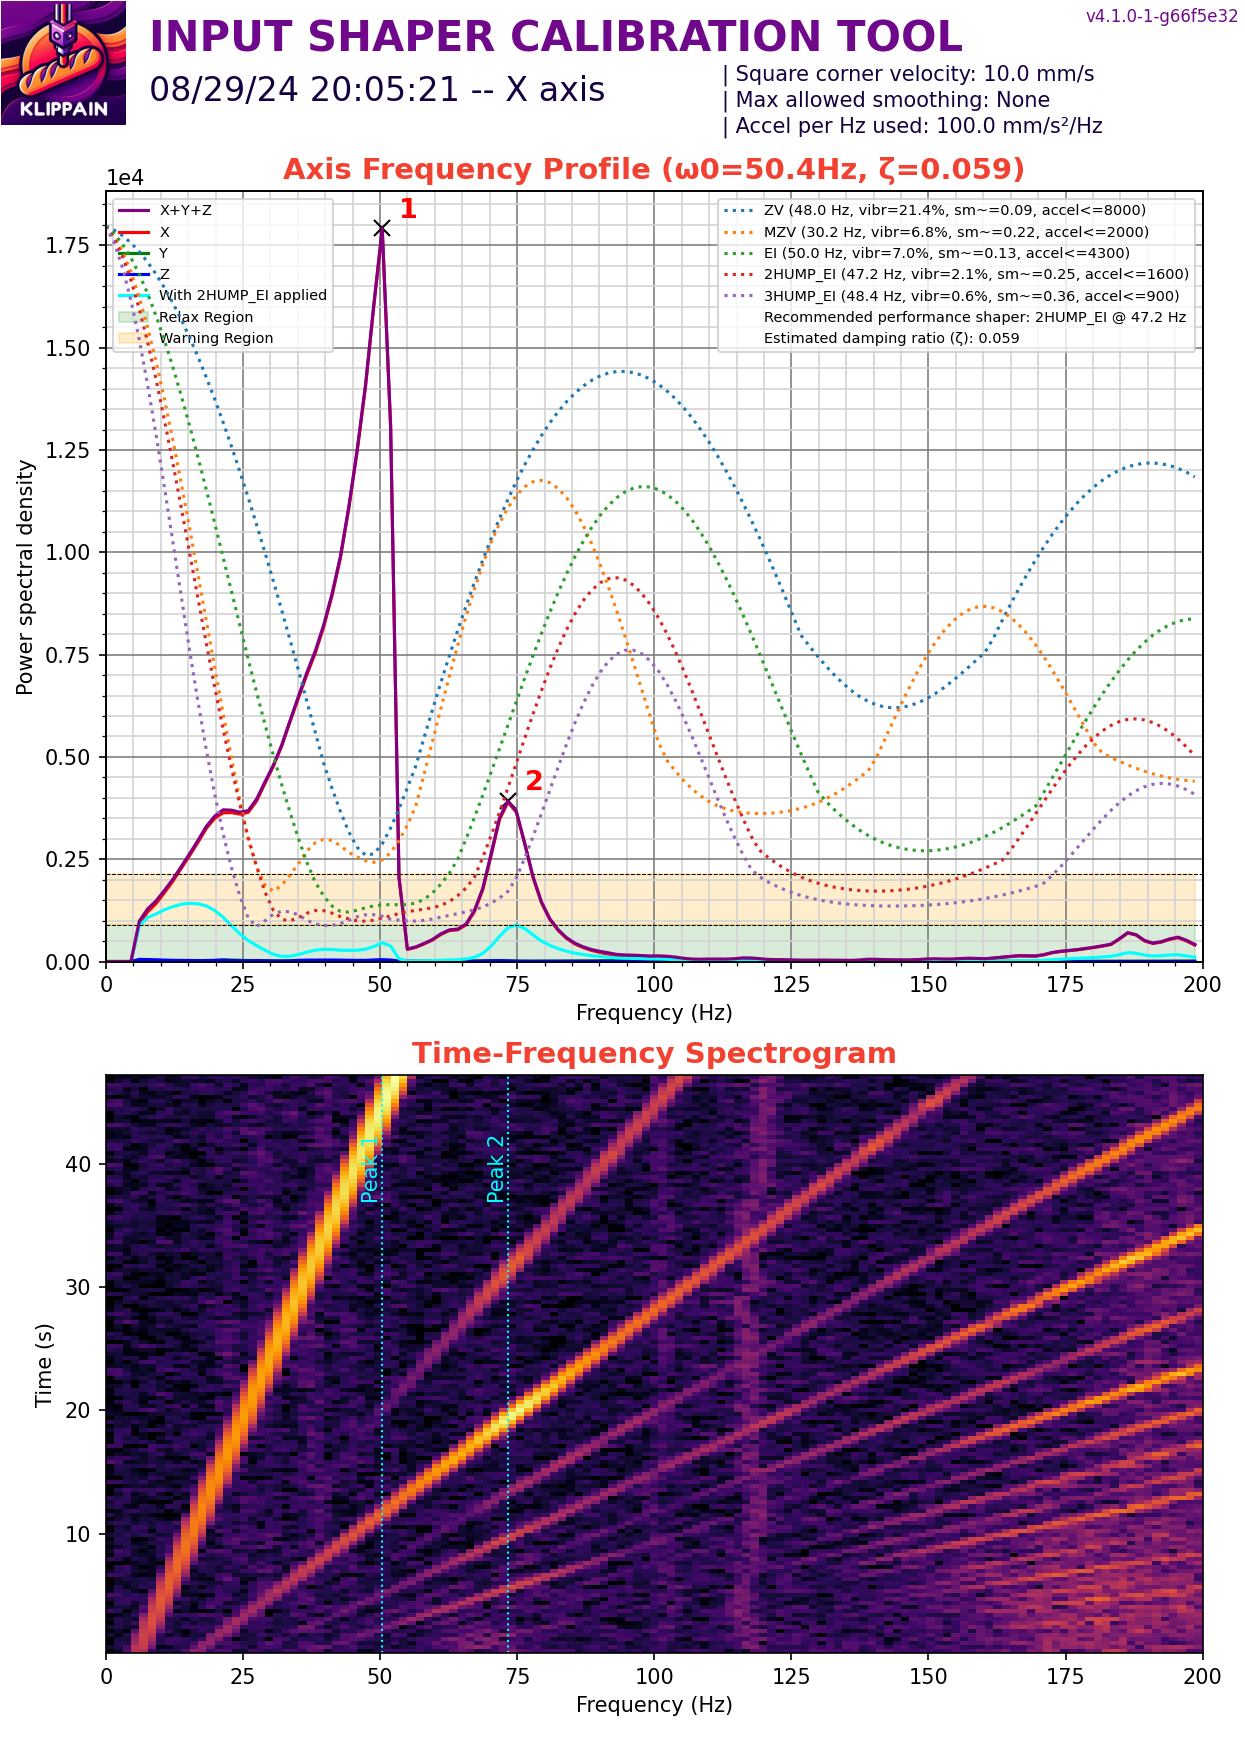 v4.1.0-1-g66f5e32
INPUT SHAPER CALIBRATION TOOL
08/29/24 20:05:21 -- X axis
| Square corner velocity: 10.0 mm/s
| Max allowed smoothing: None
| Accel per Hz used: 100.0 mm/s²/Hz
KLIPPAIN
Axis Frequency Profile (ω0=50.4Hz, ζ=0.059)
1e4
X+Y+Z
X
Y
Z
With 2HUMP_EI applied
Relax Region
Warning Region
1
2
ZV (48.0 Hz, vibr=21.4%, sm~=0.09, accel<=8000)
MZV (30.2 Hz, vibr=6.8%, sm~=0.22, accel<=2000)
EI (50.0 Hz, vibr=7.0%, sm~=0.13, accel<=4300)
2HUMP_EI (47.2 Hz, vibr=2.1%, sm~=0.25, accel<=1600)
3HUMP_EI (48.4 Hz, vibr=0.6%, sm~=0.36, accel<=900)
Recommended performance shaper: 2HUMP_EI @ 47.2 Hz
Estimated damping ratio (ζ): 0.059
Power spectral density
1.75
1.50
1.25
1.00
0.75
0.50
0.25
0.00
0 25 50 75 100 125 150 175 200
Frequency (Hz)
Time-Frequency Spectrogram
Peak 1
Peak 2
Time (s)
40
30
20
10
0 25 50 75 100 125 150 175 200
Frequency (Hz)